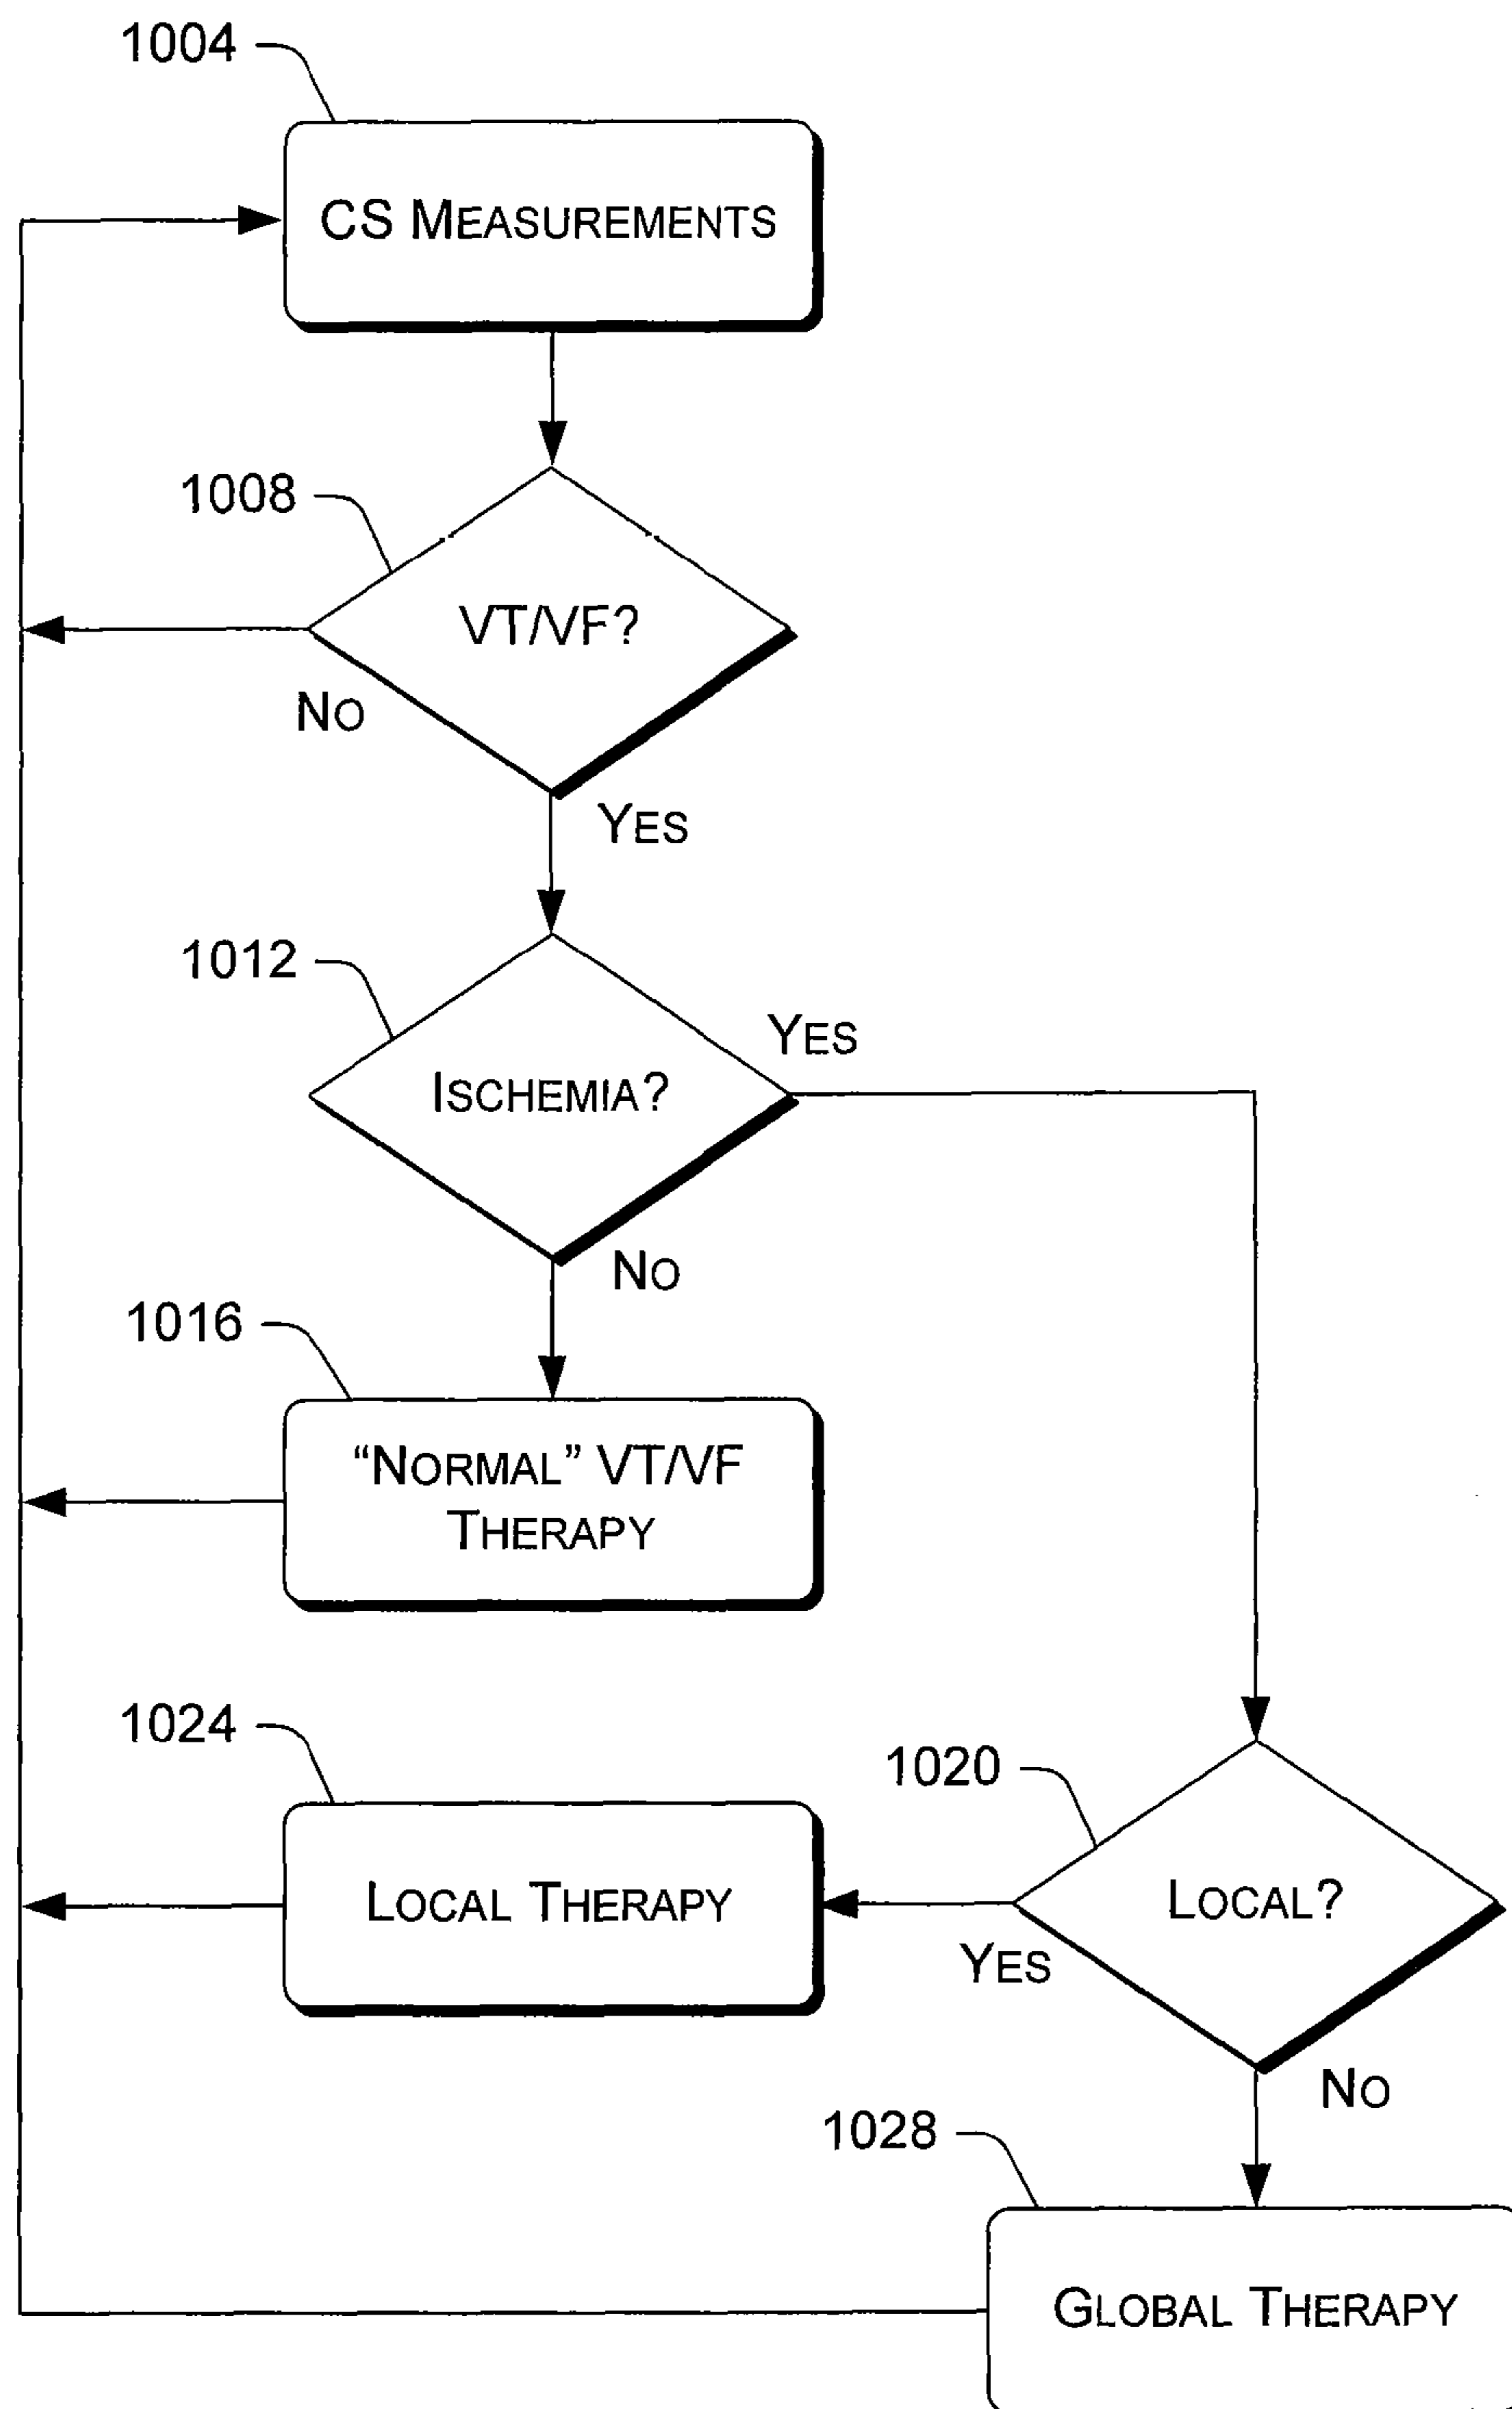 1004
CS MEASUREMENTS
1008
VT/VF?
NO
YES
1012
YES
ISCHEMIA?
NO
1016
“NORMAL” VT/VF
THERAPY
1024
1020
LOCAL THERAPY
LOCAL?
YES
NO
1028
GLOBAL THERAPY